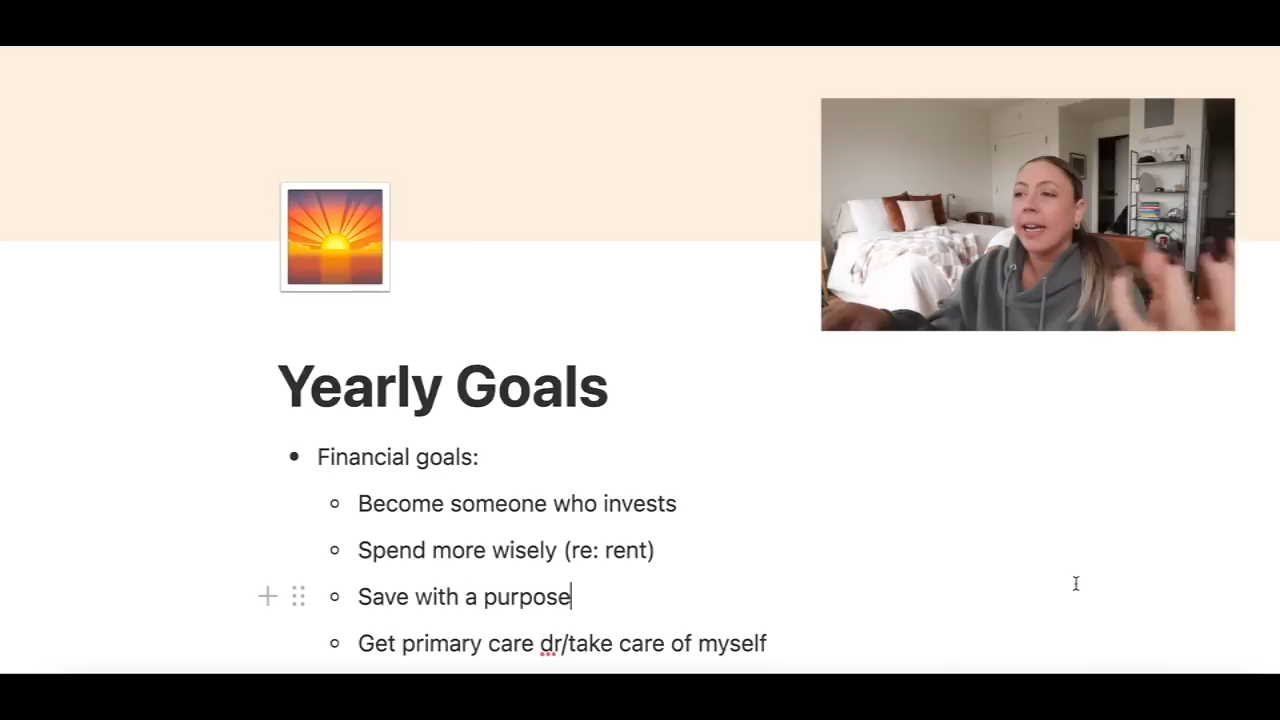 Yearly Goals
Financial goals:
Become someone who invests
Spend more wisely (re: rent)
Save with a purpose
Get primary care dr/take care of myself